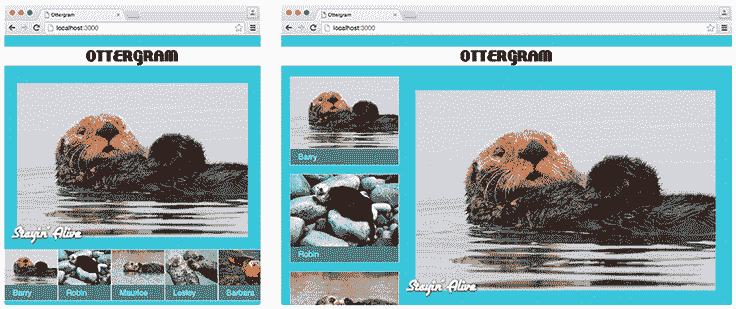 Ottergram
localhost:3000
OTTERGRAM
Stayin' Alive
Barry
Robin
Maurice
Lesley
Barbara
Ottergram
localhost:3000
OTTERGRAM
Barry
Robin
Stayin' Alive